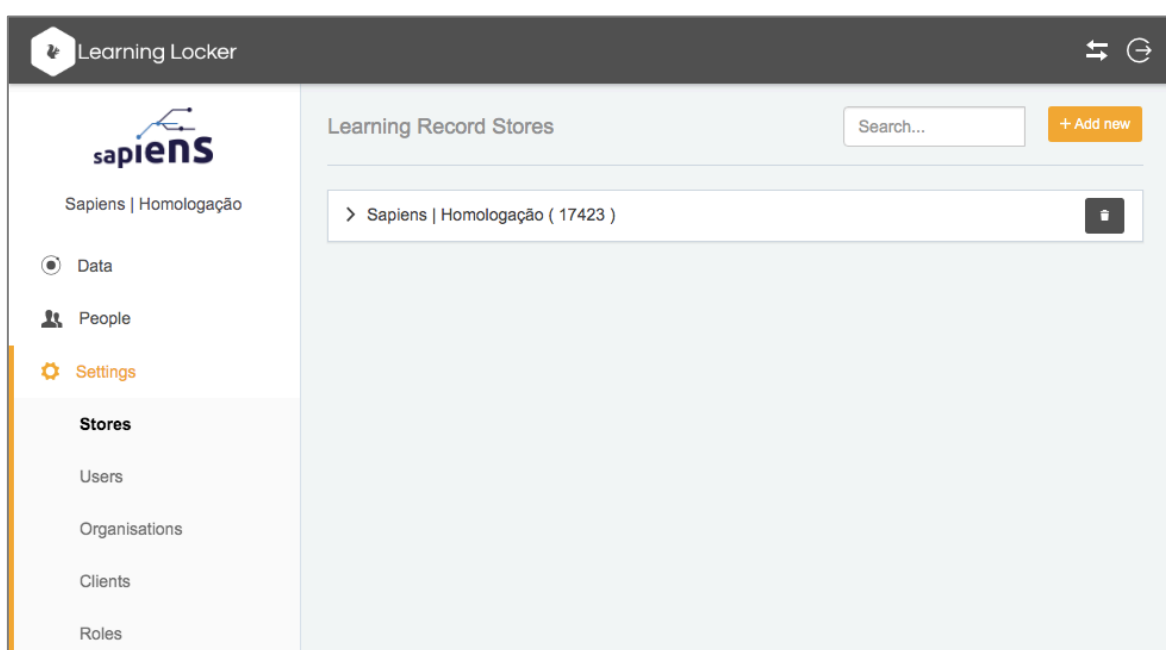 Learning Locker
sapiens
Sapiens | Homologação
Data
People
Settings
Stores
Users
Organisations
Clients
Roles
Learning Record Stores
Search...
+ Add new
Sapiens | Homologação ( 17423 )